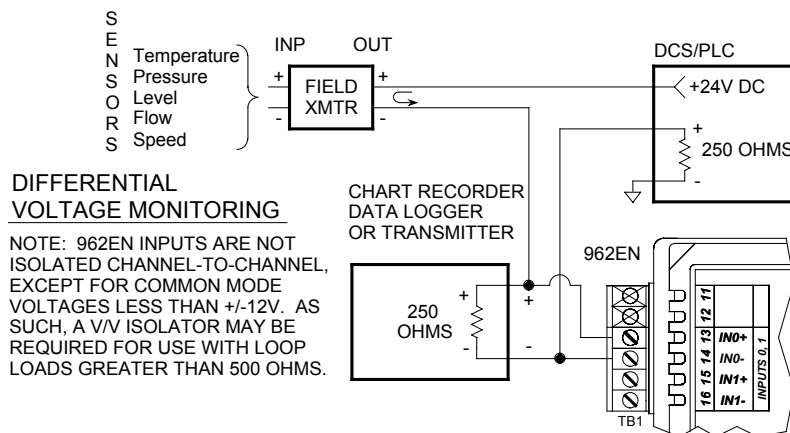 SENSORS
Temperature
Pressure
Level
Flow
Speed
INP
OUT
+
-
FIELD
XMTR
+
-
DCS/PLC
+24V DC
+
250 OHMS
-
DIFFERENTIAL
VOLTAGE MONITORING
NOTE: 962EN INPUTS ARE NOT
ISOLATED CHANNEL-TO-CHANNEL,
EXCEPT FOR COMMON MODE
VOLTAGES LESS THAN +/-12V. AS
SUCH, A V/V ISOLATOR MAY BE
REQUIRED FOR USE WITH LOOP
LOADS GREATER THAN 500 OHMS.
CHART RECORDER
DATA LOGGER
OR TRANSMITTER
250
OHMS
+
-
+
-
962EN
11
12
13 IN0+
14 IN0-
15 IN1+
16 IN1-
INPUTS 0, 1
TB1